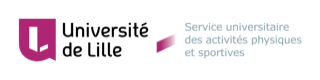 Université
de Lille
Service universitaire
des activités physiques
et sportives